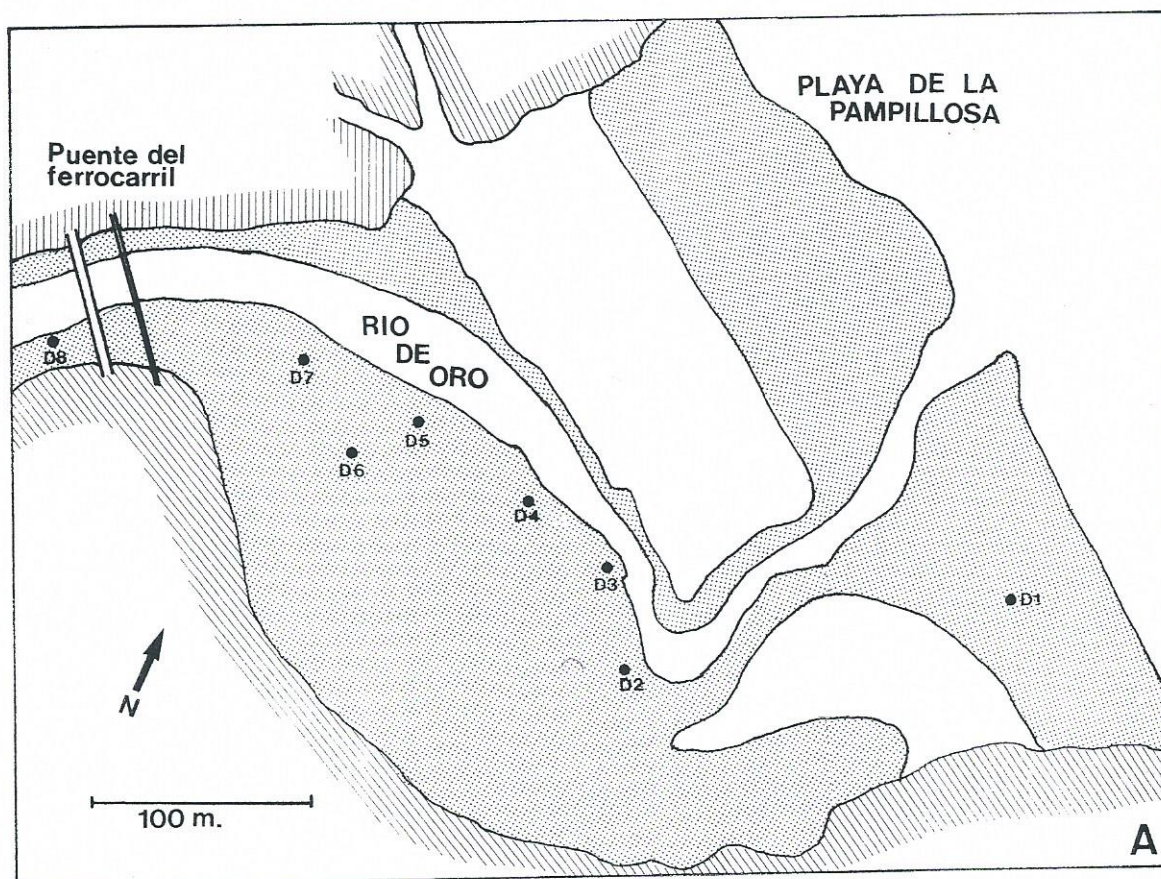 PLAYA DE LA
PAMPILLOSA
Puente del
ferrocarril
RIO
DE
ORO
D8
D7
D5
D6
D4
D3
D1
D2
N
100 m.
A